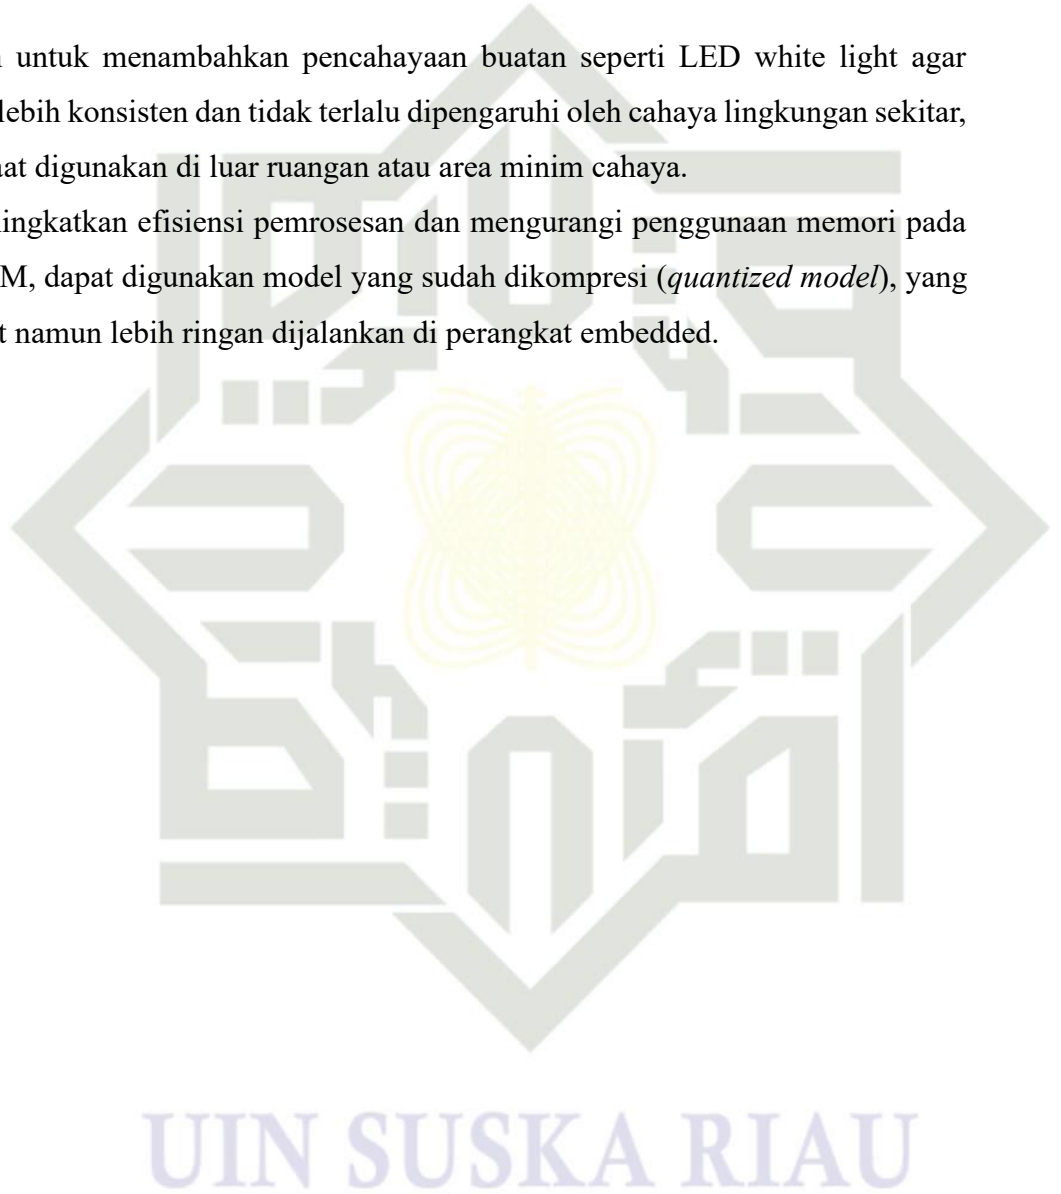 untuk menambahkan pencahayaan buatan seperti LED white light agar
lebih konsisten dan tidak terlalu dipengaruhi oleh cahaya lingkungan sekitar,
at digunakan di luar ruangan atau area minim cahaya.
ingkatkan efisiensi pemrosesan dan mengurangi penggunaan memori pada
M, dapat digunakan model yang sudah dikompresi (quantized model), yang
t namun lebih ringan dijalankan di perangkat embedded.
UIN SUSKA RIAU